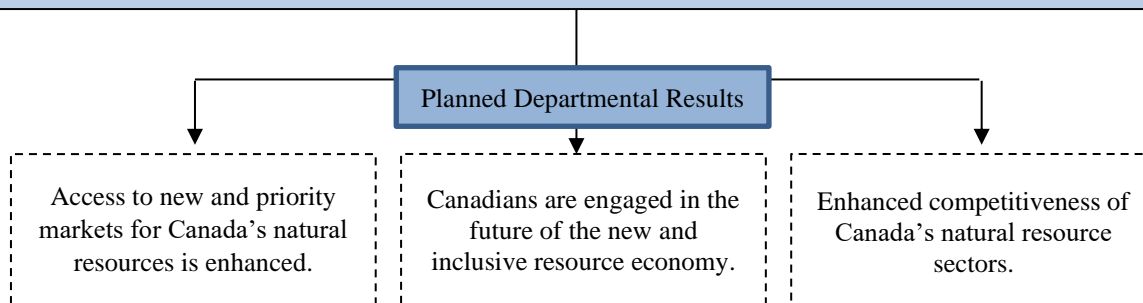 Planned Departmental Results
Access to new and priority
markets for Canada’s natural
resources is enhanced.
Canadians are engaged in the
future of the new and
inclusive resource economy.
Enhanced competitiveness of
Canada’s natural resource
sectors.